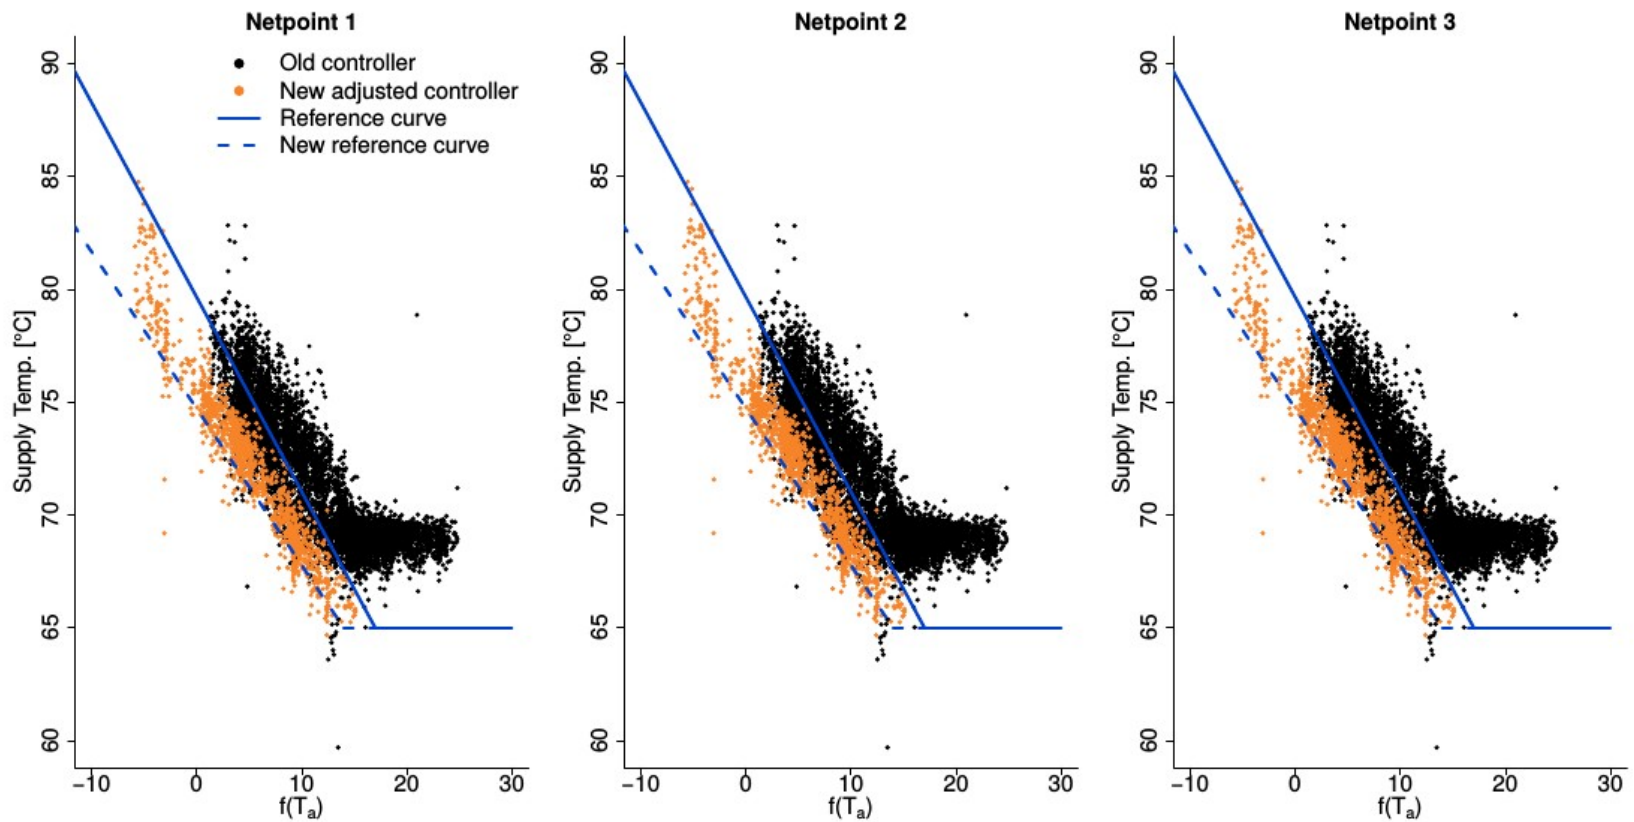 Netpoint 1
Old controller
New adjusted controller
Reference curve
New reference curve
Supply Temp. [°C]
90
85
80
75
70
65
60
−10 0 10 20 30
f(Ta)
Netpoint 2
Supply Temp. [°C]
90
85
80
75
70
65
60
−10 0 10 20 30
f(Ta)
Netpoint 3
Supply Temp. [°C]
90
85
80
75
70
65
60
−10 0 10 20 30
f(Ta)